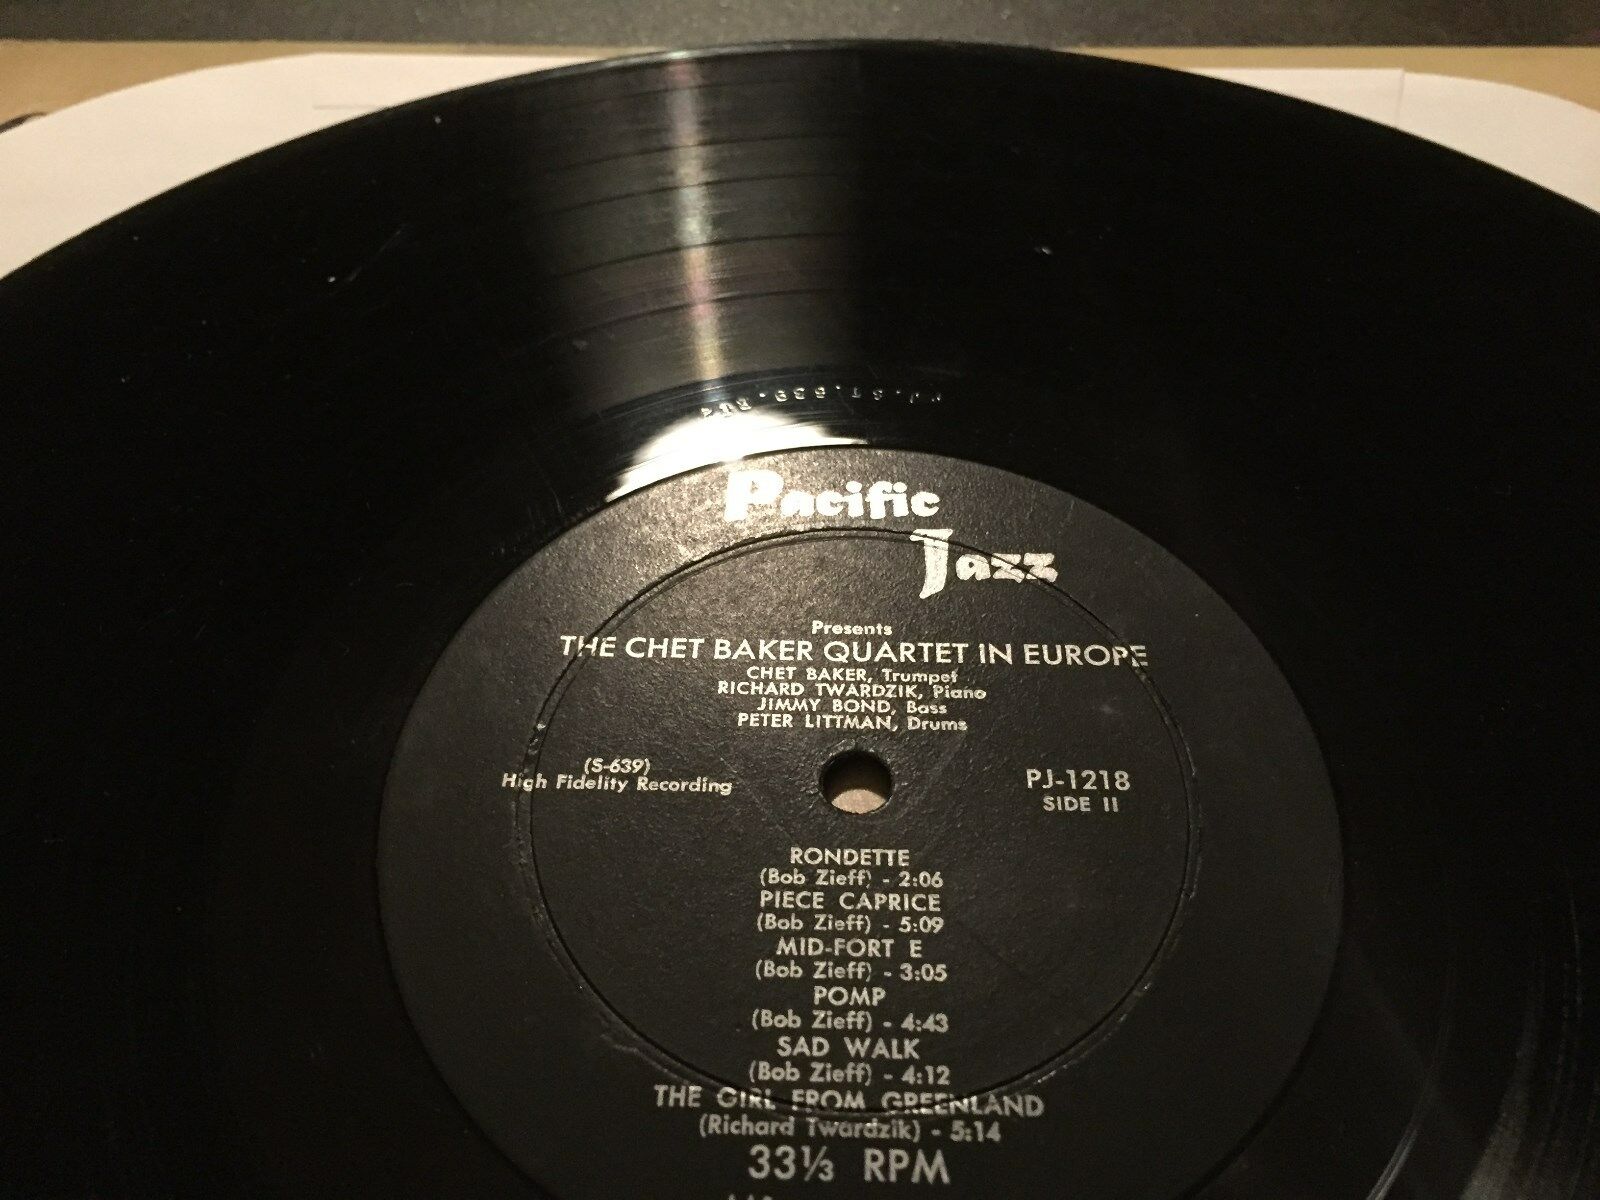 Pacific
Jazz
Presents
THE CHET BAKER QUARTET IN EUROPE
CHET BAKER, Trumpet
RICHARD TWARDZIK, Piano
JIMMY BOND, Bass
PETER LITTMAN, Drums
(S-639)
High Fidelity Recording
PJ-1218
SIDE II
RONDETTE
(Bob Zieff) - 2:06
PIECE CAPRICE
(Bob Zieff) - 5:09
MID-FORT E
(Bob Zieff) - 3:05
POMP
(Bob Zieff) - 4:43
SAD WALK
(Bob Zieff) - 4:12
THE GIRL FROM GREENLAND
(Richard Twardzik) - 5:14
33⅓ RPM